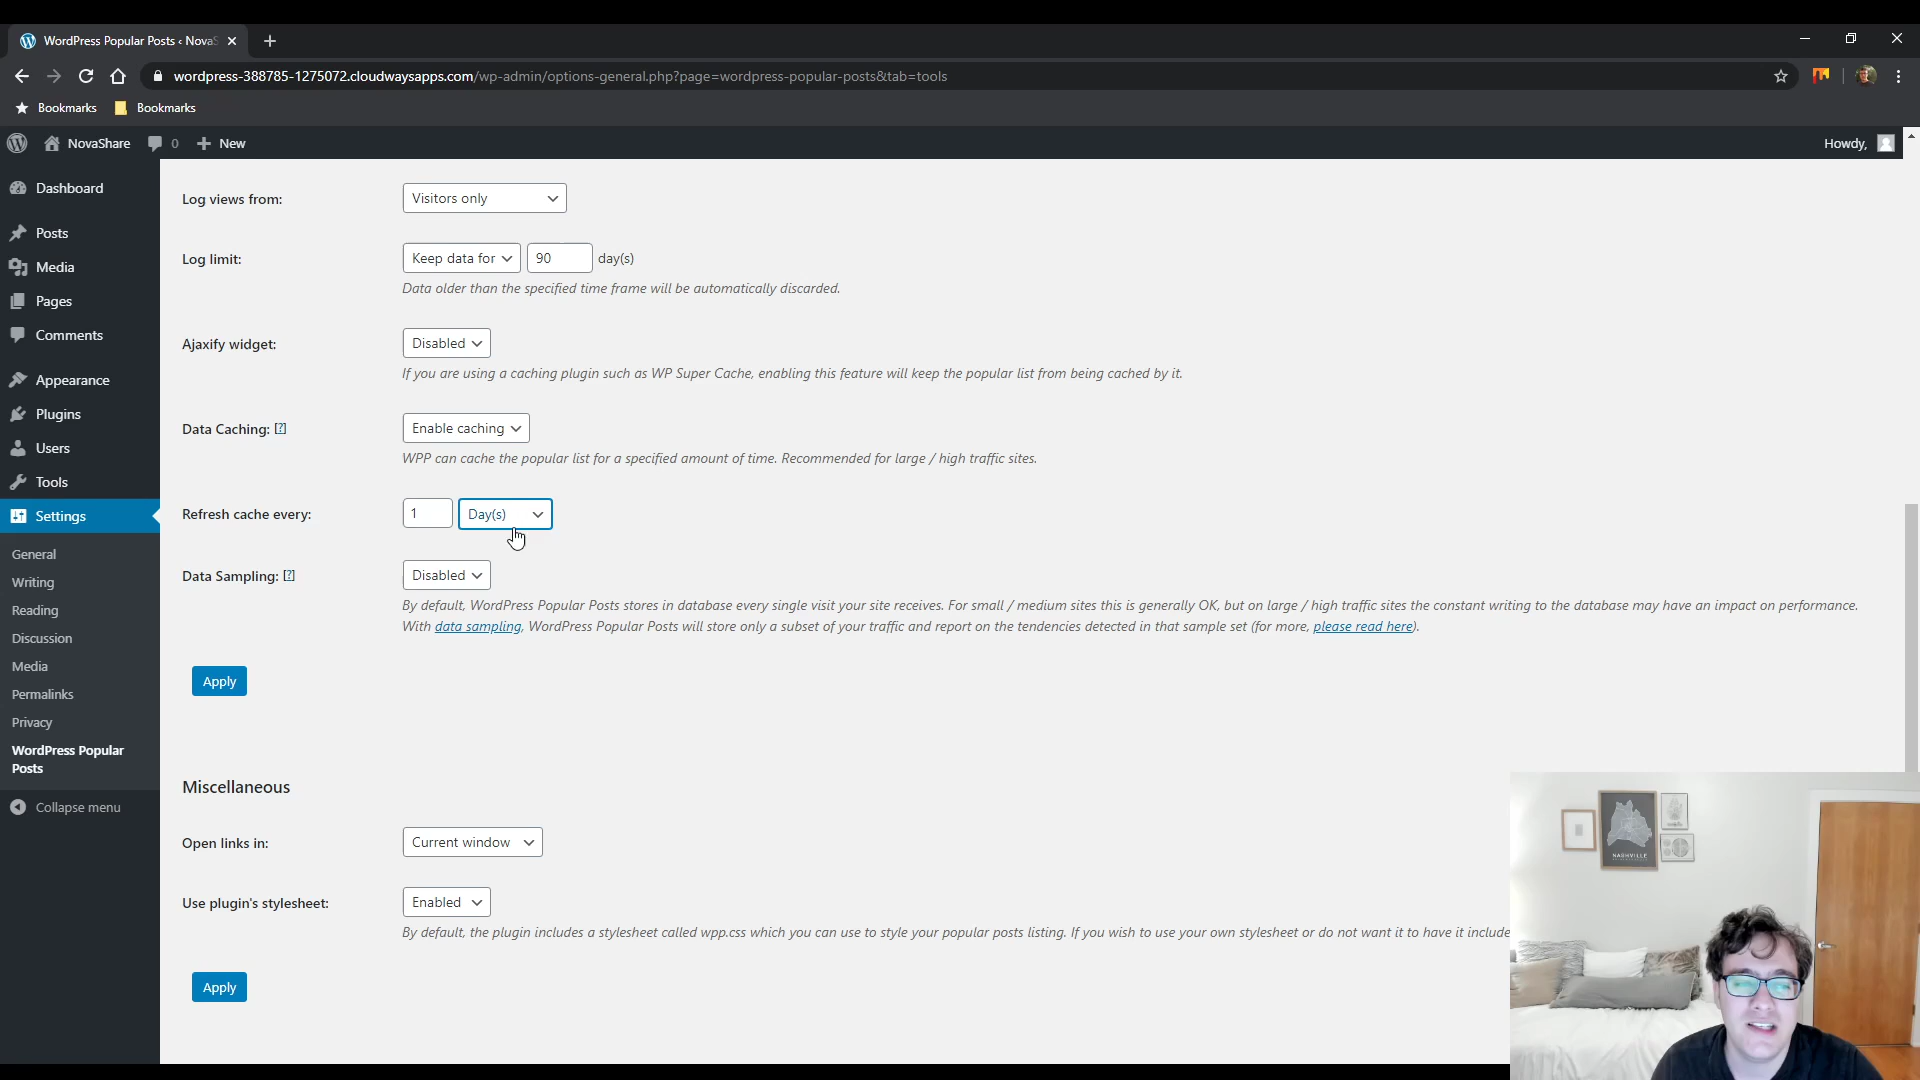 WordPress Popular Posts ‹ Nova
wordpress-388785-1275072.cloudwaysapps.com/wp-admin/options-general.php?page=wordpress-popular-posts&tab=tools
Bookmarks
Bookmarks
NovaShare
0
New
Howdy,
Dashboard
Posts
Media
Pages
Comments
Appearance
Plugins
Users
Tools
Settings
General
Writing
Reading
Discussion
Media
Permalinks
Privacy
WordPress Popular
Posts
Collapse menu
Log views from:
Visitors only
Log limit:
Keep data for
90
day(s)
Data older than the specified time frame will be automatically discarded.
Ajaxify widget:
Disabled
If you are using a caching plugin such as WP Super Cache, enabling this feature will keep the popular list from being cached by it.
Data Caching: [?]
Enable caching
WPP can cache the popular list for a specified amount of time. Recommended for large / high traffic sites.
Refresh cache every:
1
Day(s)
Data Sampling: [?]
Disabled
By default, WordPress Popular Posts stores in database every single visit your site receives. For small / medium sites this is generally OK, but on large / high traffic sites the constant writing to the database may have an impact on performance.
With data sampling, WordPress Popular Posts will store only a subset of your traffic and report on the tendencies detected in that sample set (for more, please read here).
Apply
Miscellaneous
Open links in:
Current window
Use plugin's stylesheet:
Enabled
By default, the plugin includes a stylesheet called wpp.css which you can use to style your popular posts listing. If you wish to use your own stylesheet or do not want it to have it include
Apply
NASHVILLE